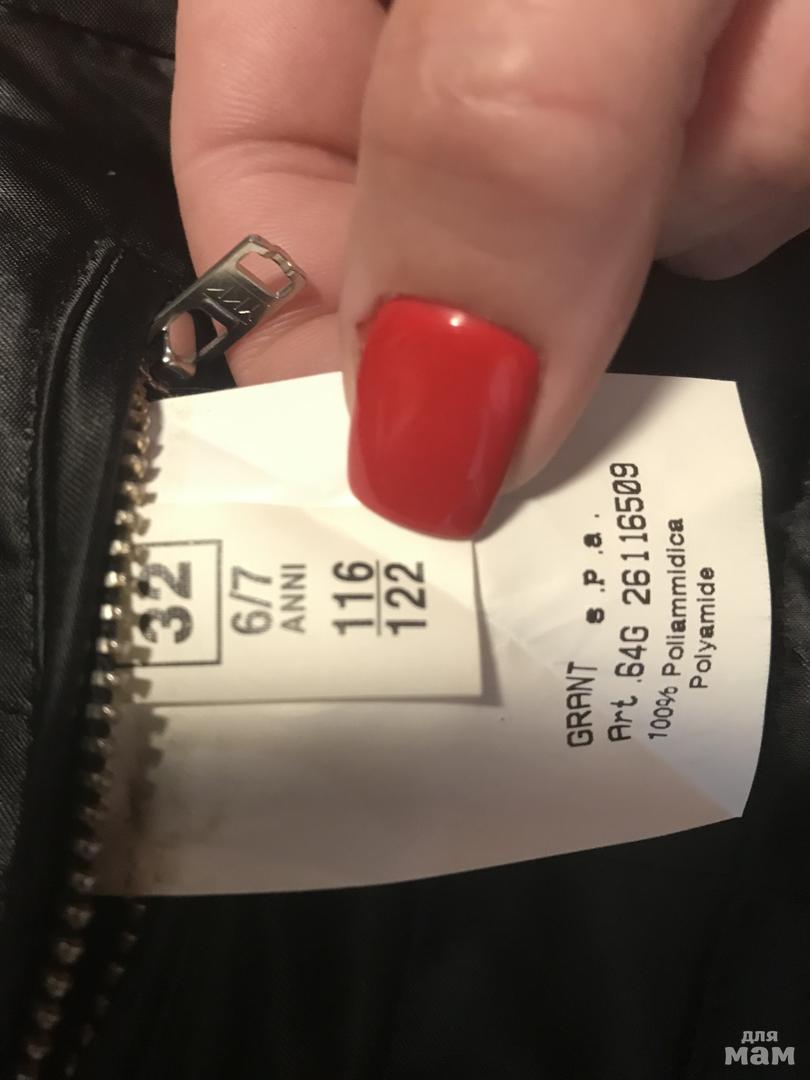 32
6/7
ANNI
116
122
GRANT s.p.a.
Art.64G 26116509
100% Poliammidica
Polyamide
для
мам